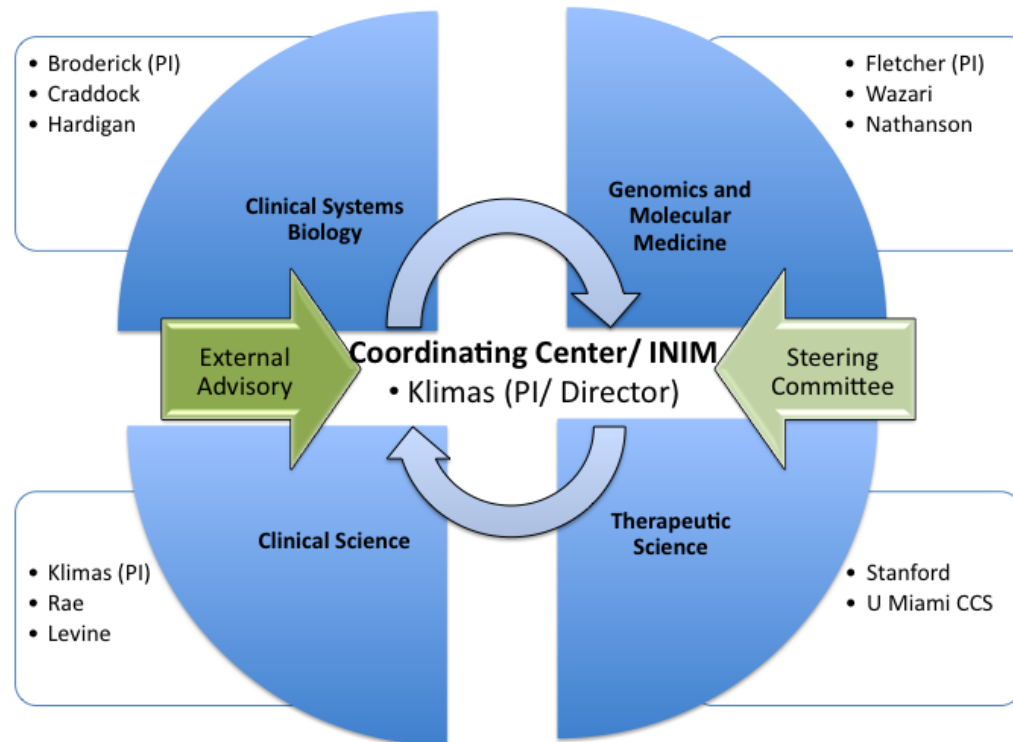 • Broderick (PI)
• Craddock
• Hardigan
• Fletcher (PI)
• Wazari
• Nathanson
Clinical Systems
Biology
Genomics and
Molecular
Medicine
External
Advisory
Coordinating Center/ INIM
• Klimas (PI/ Director)
Steering
Committee
Clinical Science
Therapeutic
Science
• Klimas (PI)
• Rae
• Levine
• Stanford
• U Miami CCS